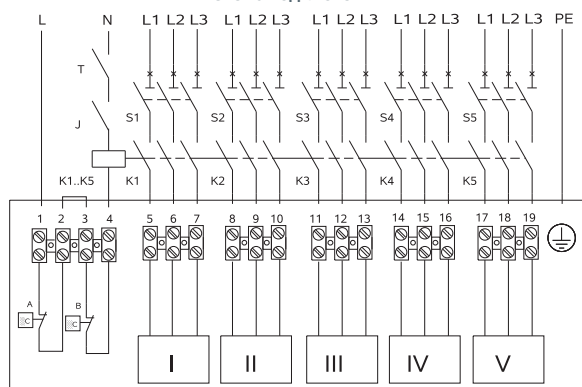 L N L1 L2 L3 L1 L2 L3 L1 L2 L3 L1 L2 L3 L1 L2 L3 PE
T
S1 S2 S3 S4 S5
J
K1..K5 K1 K2 K3 K4 K5
1 2 3 4 5 6 7 8 9 10 11 12 13 14 15 16 17 18 19
A B
I II III IV V